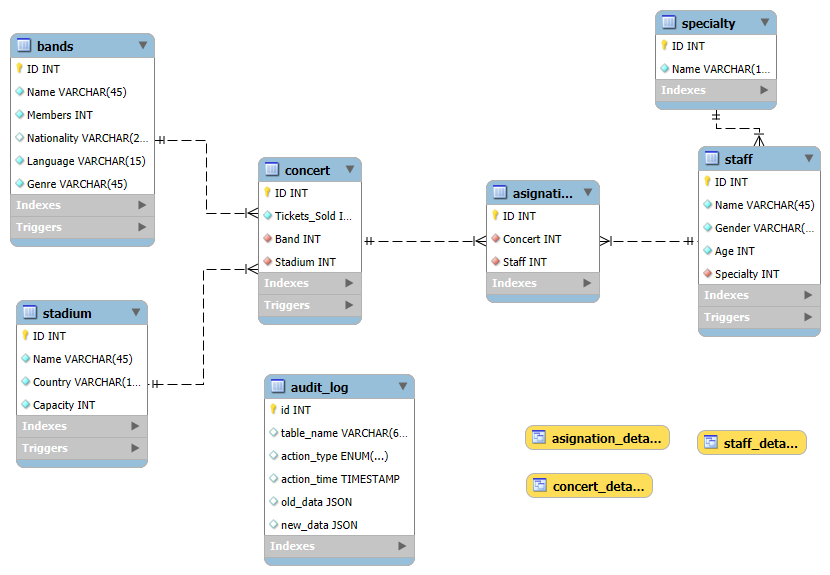 bands
ID INT
Name VARCHAR(45)
Members INT
Nationality VARCHAR(2...
Language VARCHAR(15)
Genre VARCHAR(45)
Indexes
Triggers
stadium
ID INT
Name VARCHAR(45)
Country VARCHAR(1...
Capacity INT
Indexes
Triggers
concert
ID INT
Tickets_Sold I...
Band INT
Stadium INT
Indexes
Triggers
audit_log
id INT
table_name VARCHAR(6...
action_type ENUM(...)
action_time TIMESTAMP
old_data JSON
new_data JSON
Indexes
asignati...
ID INT
Concert INT
Staff INT
Indexes
specialty
ID INT
Name VARCHAR(1...
Indexes
staff
ID INT
Name VARCHAR(45)
Gender VARCHAR(...
Age INT
Specialty INT
Indexes
Triggers
asignation_deta...
staff_deta...
concert_deta...